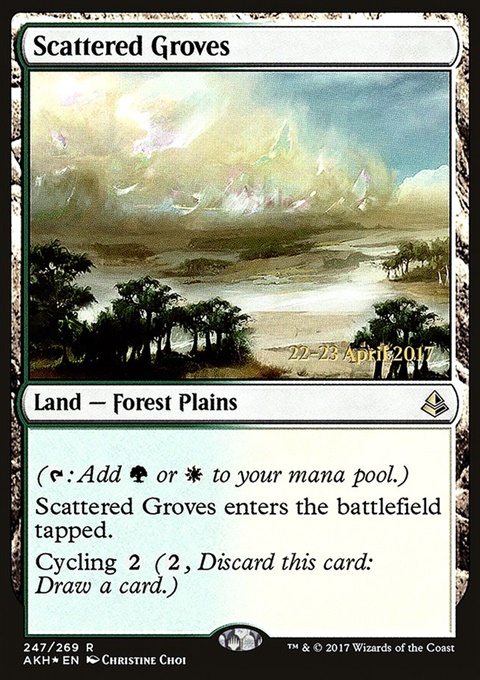 Scattered Groves
22-23 April 2017
Land — Forest Plains
( : Add  or  to your mana pool.)
Scattered Groves enters the battlefield
tapped.
Cycling 2 (2, Discard this card:
Draw a card.)
247/269 R
AKH★EN Christine Choi
™ & © 2017 Wizards of the Coast